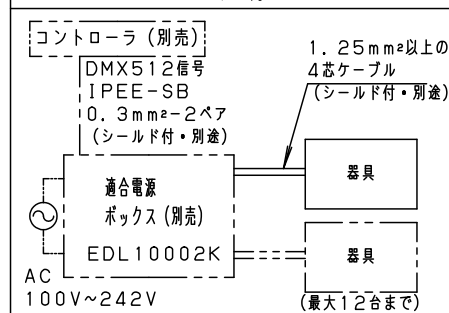 コントローラ(別売)
DMX512信号
IPEE-SB
0.3mm²-2ペア
(シールド付・別途)
1.25mm²以上の
4芯ケーブル
(シールド付・別途)
適合電源
ボックス(別売)
EDL10002K
AC
100V~242V
器具
器具
(最大12台まで)